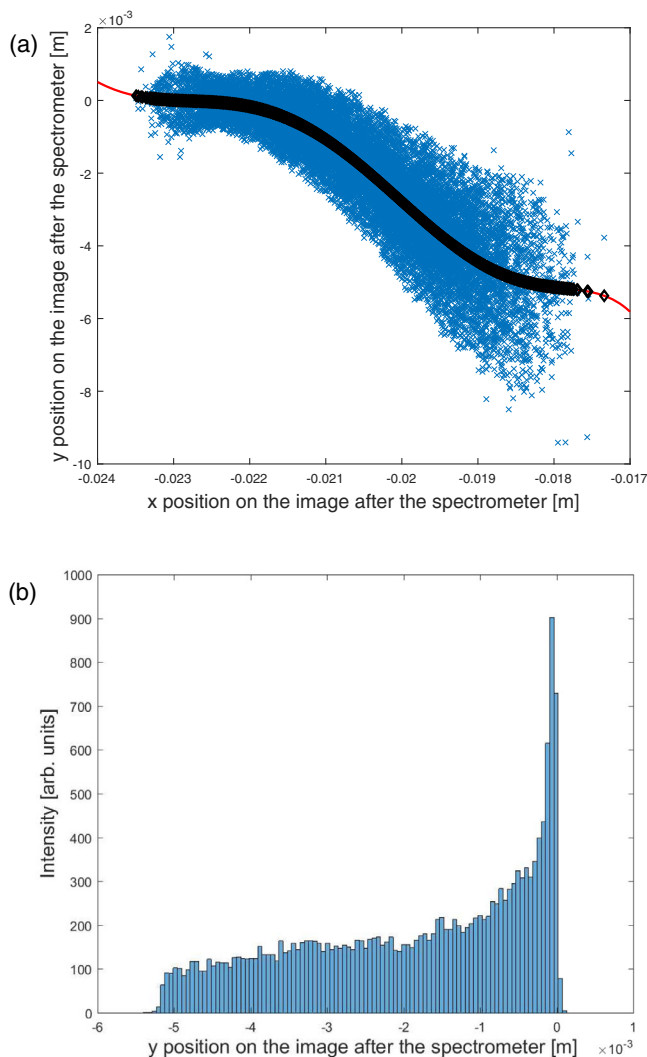 (a)
×10⁻³
2
0
-2
-4
-6
-8
-10
y position on the image after the spectrometer [m]
-0.024 -0.023 -0.022 -0.021 -0.02 -0.019 -0.018 -0.017
x position on the image after the spectrometer [m]
(b)
1000
900
800
700
600
500
400
300
200
100
0
Intensity [arb. units]
-6 -5 -4 -3 -2 -1 0 1
×10⁻³
y position on the image after the spectrometer [m]